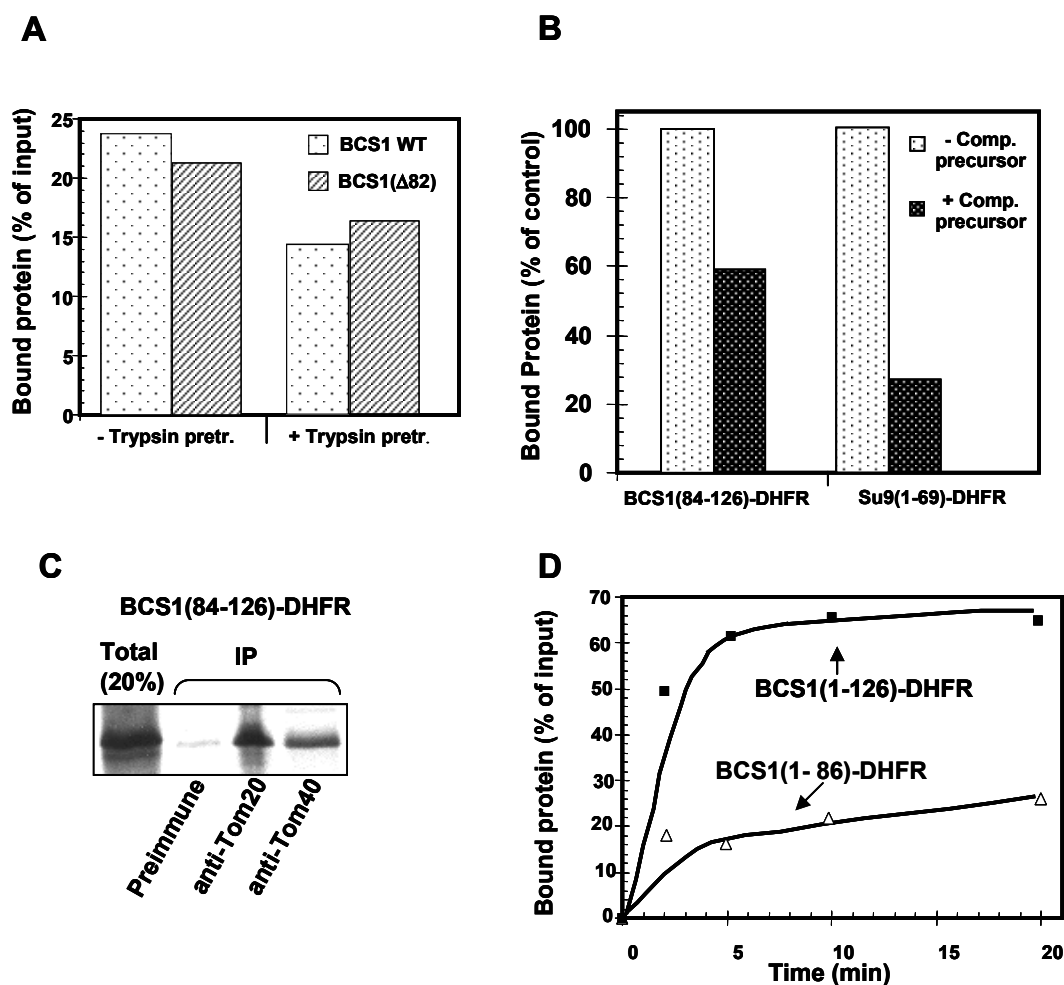 A
Bound protein (% of input)
25
20
15
10
5
0
BCS1 WT
BCS1(Δ82)
- Trypsin pretr.
+ Trypsin pretr.
B
Bound Protein (% of control)
100
80
60
40
20
0
- Comp.
precursor
+ Comp.
precursor
BCS1(84-126)-DHFR
Su9(1-69)-DHFR
C
BCS1(84-126)-DHFR
Total
(20%)
IP
Preimmune
anti-Tom20
anti-Tom40
D
Bound protein (% of input)
70
60
50
40
30
20
10
0
BCS1(1-126)-DHFR
BCS1(1- 86)-DHFR
0 5 10 15 20
Time (min)